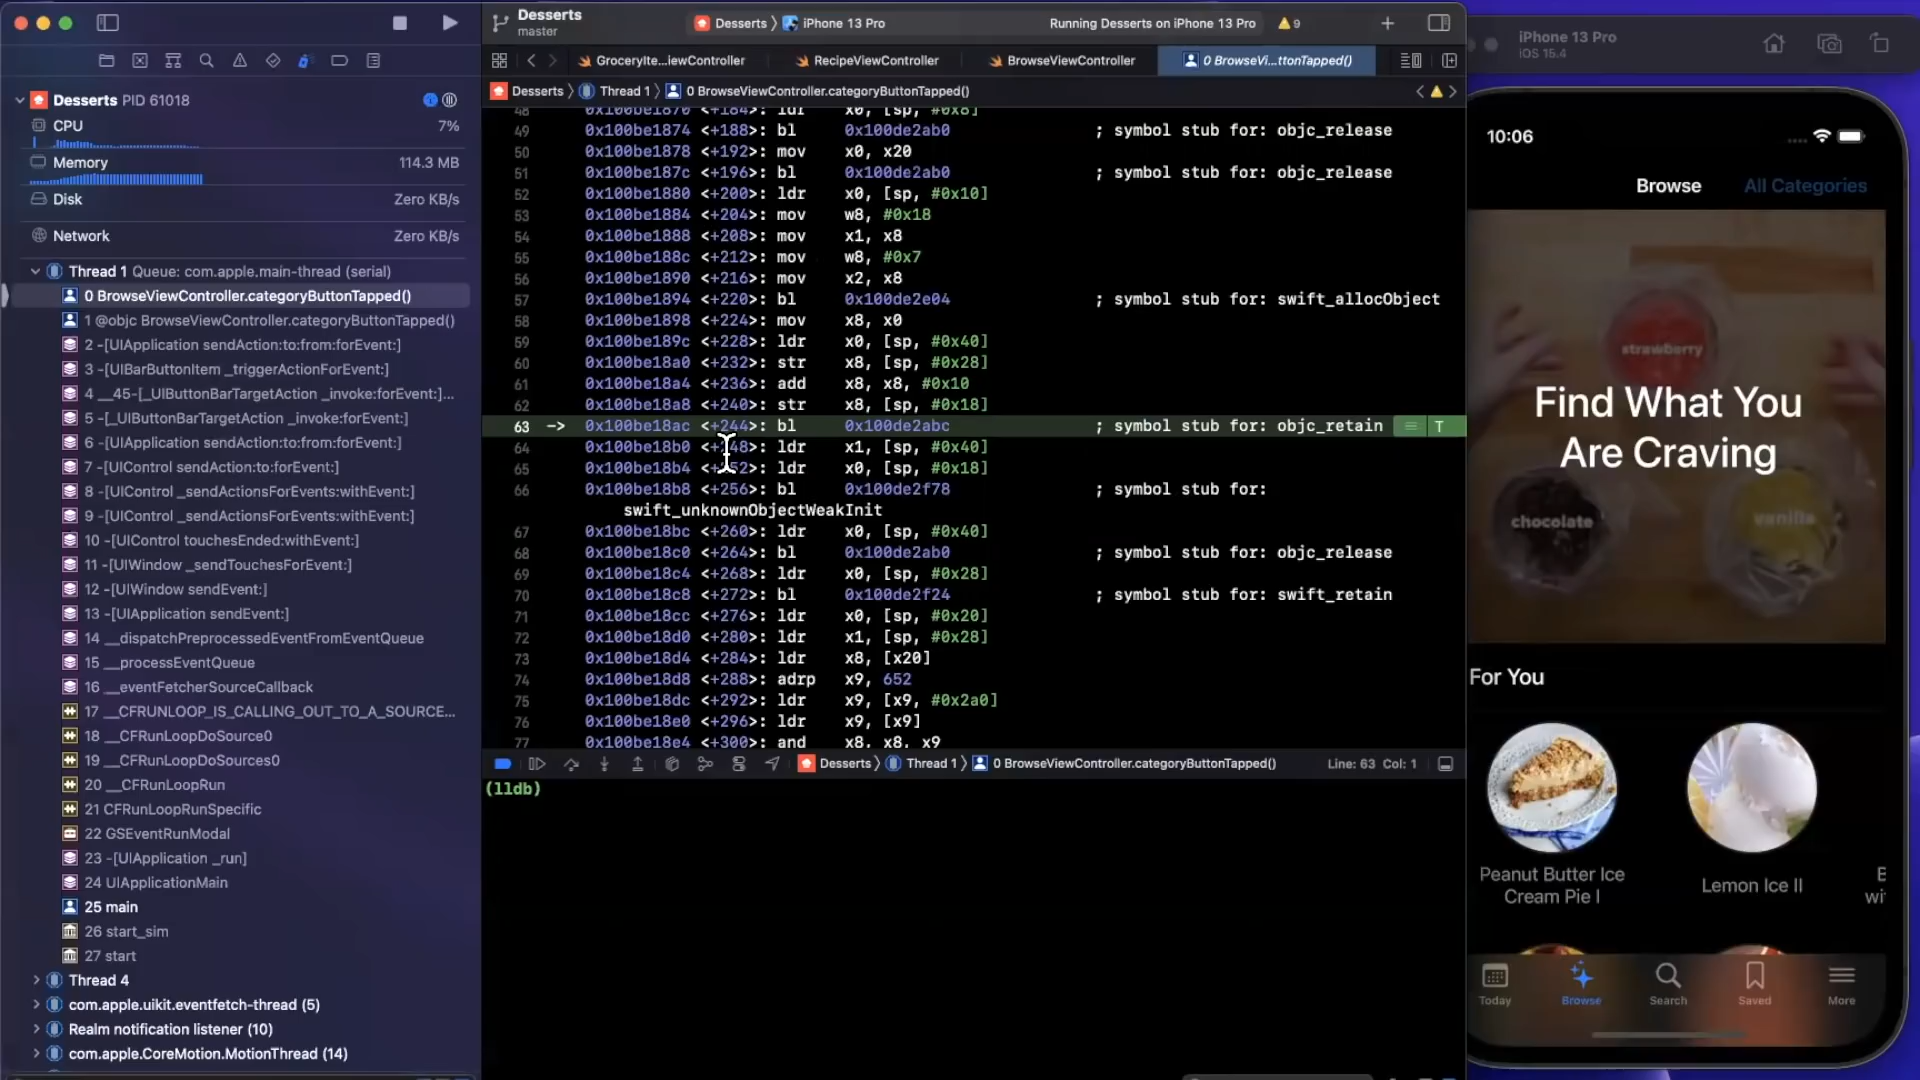 Desserts
master
Desserts 〉 iPhone 13 Pro
Running Desserts on iPhone 13 Pro
9
GroceryIte...iewController
RecipeViewController
BrowseViewController
0 BrowseVi...ttonTapped()
Desserts 〉 Thread 1 〉 0 BrowseViewController.categoryButtonTapped()
Desserts PID 61018
CPU 7%
Memory 114.3 MB
Disk Zero KB/s
Network Zero KB/s
Thread 1 Queue: com.apple.main-thread (serial)
0 BrowseViewController.categoryButtonTapped()
1 @objc BrowseViewController.categoryButtonTapped()
2 -[UIApplication sendAction:to:from:forEvent:]
3 -[UIBarButtonItem _triggerActionForEvent:]
4 __45-[_UIButtonBarTargetAction _invoke:forEvent:]...
5 -[_UIButtonBarTargetAction _invoke:forEvent:]
6 -[UIApplication sendAction:to:from:forEvent:]
7 -[UIControl sendAction:to:forEvent:]
8 -[UIControl _sendActionsForEvents:withEvent:]
9 -[UIControl _sendActionsForEvents:withEvent:]
10 -[UIControl touchesEnded:withEvent:]
11 -[UIWindow _sendTouchesForEvent:]
12 -[UIWindow sendEvent:]
13 -[UIApplication sendEvent:]
14 __dispatchPreprocessedEventFromEventQueue
15 __processEventQueue
16 __eventFetcherSourceCallback
17 __CFRUNLOOP_IS_CALLING_OUT_TO_A_SOURCE...
18 __CFRunLoopDoSource0
19 __CFRunLoopDoSources0
20 __CFRunLoopRun
21 CFRunLoopRunSpecific
22 GSEventRunModal
23 -[UIApplication _run]
24 UIApplicationMain
25 main
26 start_sim
27 start
Thread 4
com.apple.uikit.eventfetch-thread (5)
Realm notification listener (10)
com.apple.CoreMotion.MotionThread (14)
48 0x100be1870 <+184>: ldr x0, [sp, #0x8]
49 0x100be1874 <+188>: bl 0x100de2ab0 ; symbol stub for: objc_release
50 0x100be1878 <+192>: mov x0, x20
51 0x100be187c <+196>: bl 0x100de2ab0 ; symbol stub for: objc_release
52 0x100be1880 <+200>: ldr x0, [sp, #0x10]
53 0x100be1884 <+204>: mov w8, #0x18
54 0x100be1888 <+208>: mov x1, x8
55 0x100be188c <+212>: mov w8, #0x7
56 0x100be1890 <+216>: mov x2, x8
57 0x100be1894 <+220>: bl 0x100de2e04 ; symbol stub for: swift_allocObject
58 0x100be1898 <+224>: mov x8, x0
59 0x100be189c <+228>: ldr x0, [sp, #0x40]
60 0x100be18a0 <+232>: str x8, [sp, #0x28]
61 0x100be18a4 <+236>: add x8, x8, #0x10
62 0x100be18a8 <+240>: str x8, [sp, #0x18]
63 -> 0x100be18ac <+244>: bl 0x100de2abc ; symbol stub for: objc_retain = T
64 0x100be18b0 <+248>: ldr x1, [sp, #0x40]
65 0x100be18b4 <+252>: ldr x0, [sp, #0x18]
66 0x100be18b8 <+256>: bl 0x100de2f78 ; symbol stub for:
swift_unknownObjectWeakInit
67 0x100be18bc <+260>: ldr x0, [sp, #0x40]
68 0x100be18c0 <+264>: bl 0x100de2ab0 ; symbol stub for: objc_release
69 0x100be18c4 <+268>: ldr x0, [sp, #0x28]
70 0x100be18c8 <+272>: bl 0x100de2f24 ; symbol stub for: swift_retain
71 0x100be18cc <+276>: ldr x0, [sp, #0x20]
72 0x100be18d0 <+280>: ldr x1, [sp, #0x28]
73 0x100be18d4 <+284>: ldr x8, [x20]
74 0x100be18d8 <+288>: adrp x9, 652
75 0x100be18dc <+292>: ldr x9, [x9, #0x2a0]
76 0x100be18e0 <+296>: ldr x9, [x9]
77 0x100be18e4 <+300>: and x8, x8, x9
Desserts 〉 Thread 1 〉 0 BrowseViewController.categoryButtonTapped()
Line: 63 Col: 1
(lldb)
iPhone 13 Pro
iOS 15.4
10:06
Browse
All Categories
strawberry
chocolate
vanilla
Find What You
Are Craving
For You
Peanut Butter Ice
Cream Pie I
Lemon Ice II
Today
Browse
Search
Saved
More